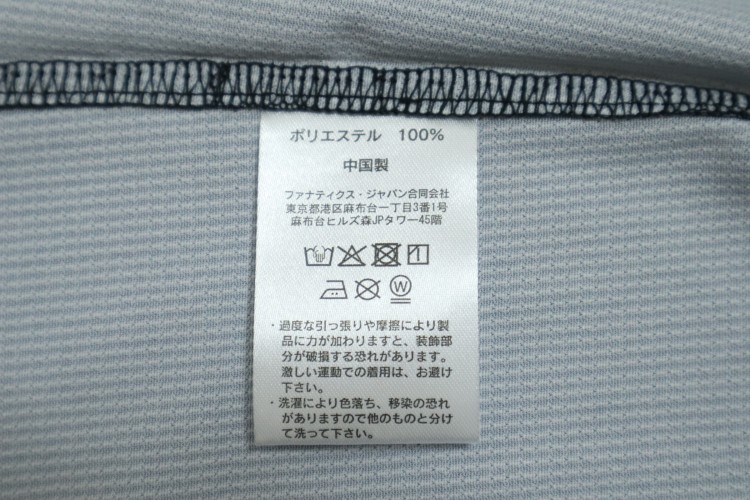 ポリエステル 100%
中国製
ファナティクス・ジャパン合同会社
東京都港区麻布台一丁目3番1号
麻布台ヒルズ森JPタワー45階
W
・過度な引っ張りや摩擦により製
品に力が加わりますと、装飾部
分が破損する恐れがあります。
激しい運動での着用は、お避け
下さい。
・洗濯により色落ち、移染の恐れ
がありますので他のものと分け
て洗って下さい。